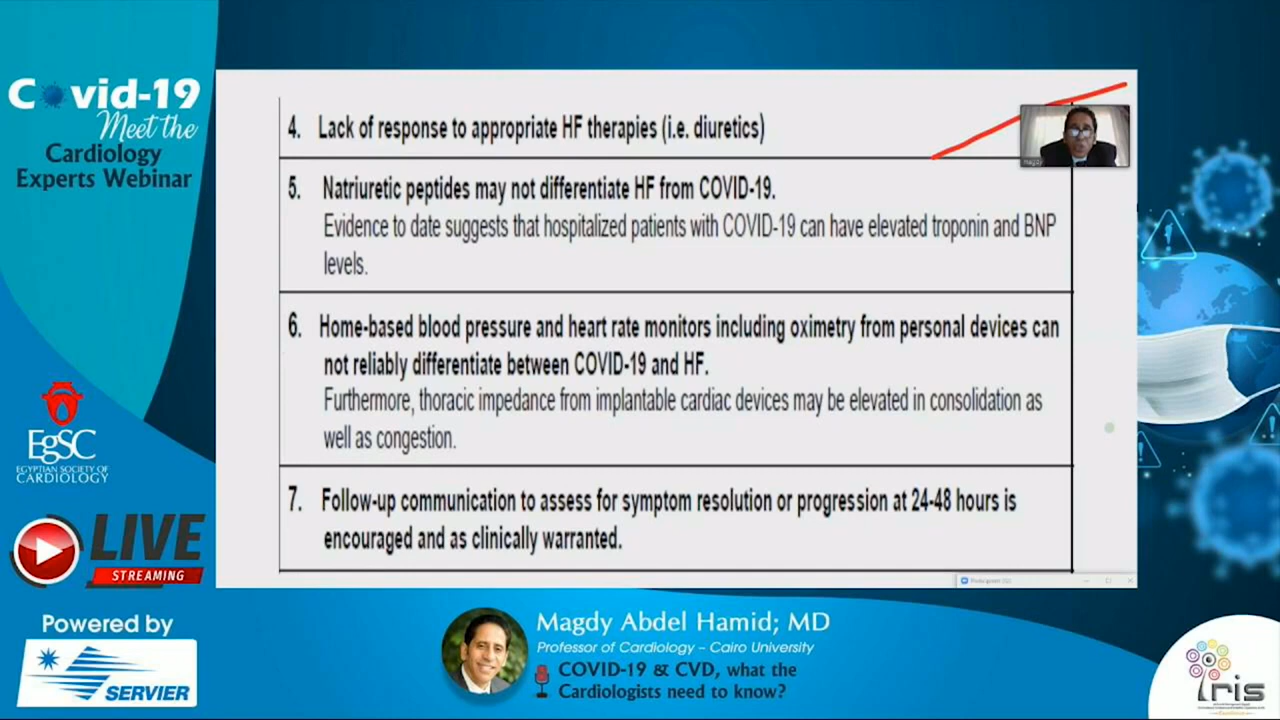 Covid-19
Meet the
Cardiology
Experts Webinar
4. Lack of response to appropriate HF therapies (i.e. diuretics)
magdy
5. Natriuretic peptides may not differentiate HF from COVID-19.
Evidence to date suggests that hospitalized patients with COVID-19 can have elevated troponin and BNP
levels.
6. Home-based blood pressure and heart rate monitors including oximetry from personal devices can
not reliably differentiate between COVID-19 and HF.
Furthermore, thoracic impedance from implantable cardiac devices may be elevated in consolidation as
well as congestion.
7. Follow-up communication to assess for symptom resolution or progression at 24-48 hours is
encouraged and as clinically warranted.
EgSC
EGYPTIAN SOCIETY OF
CARDIOLOGY
LIVE
STREAMING
Powered by
SERVIER
Magdy Abdel Hamid; MD
Professor of Cardiology – Cairo University
COVID-19 & CVD, what the
Cardiologists need to know?
Iris